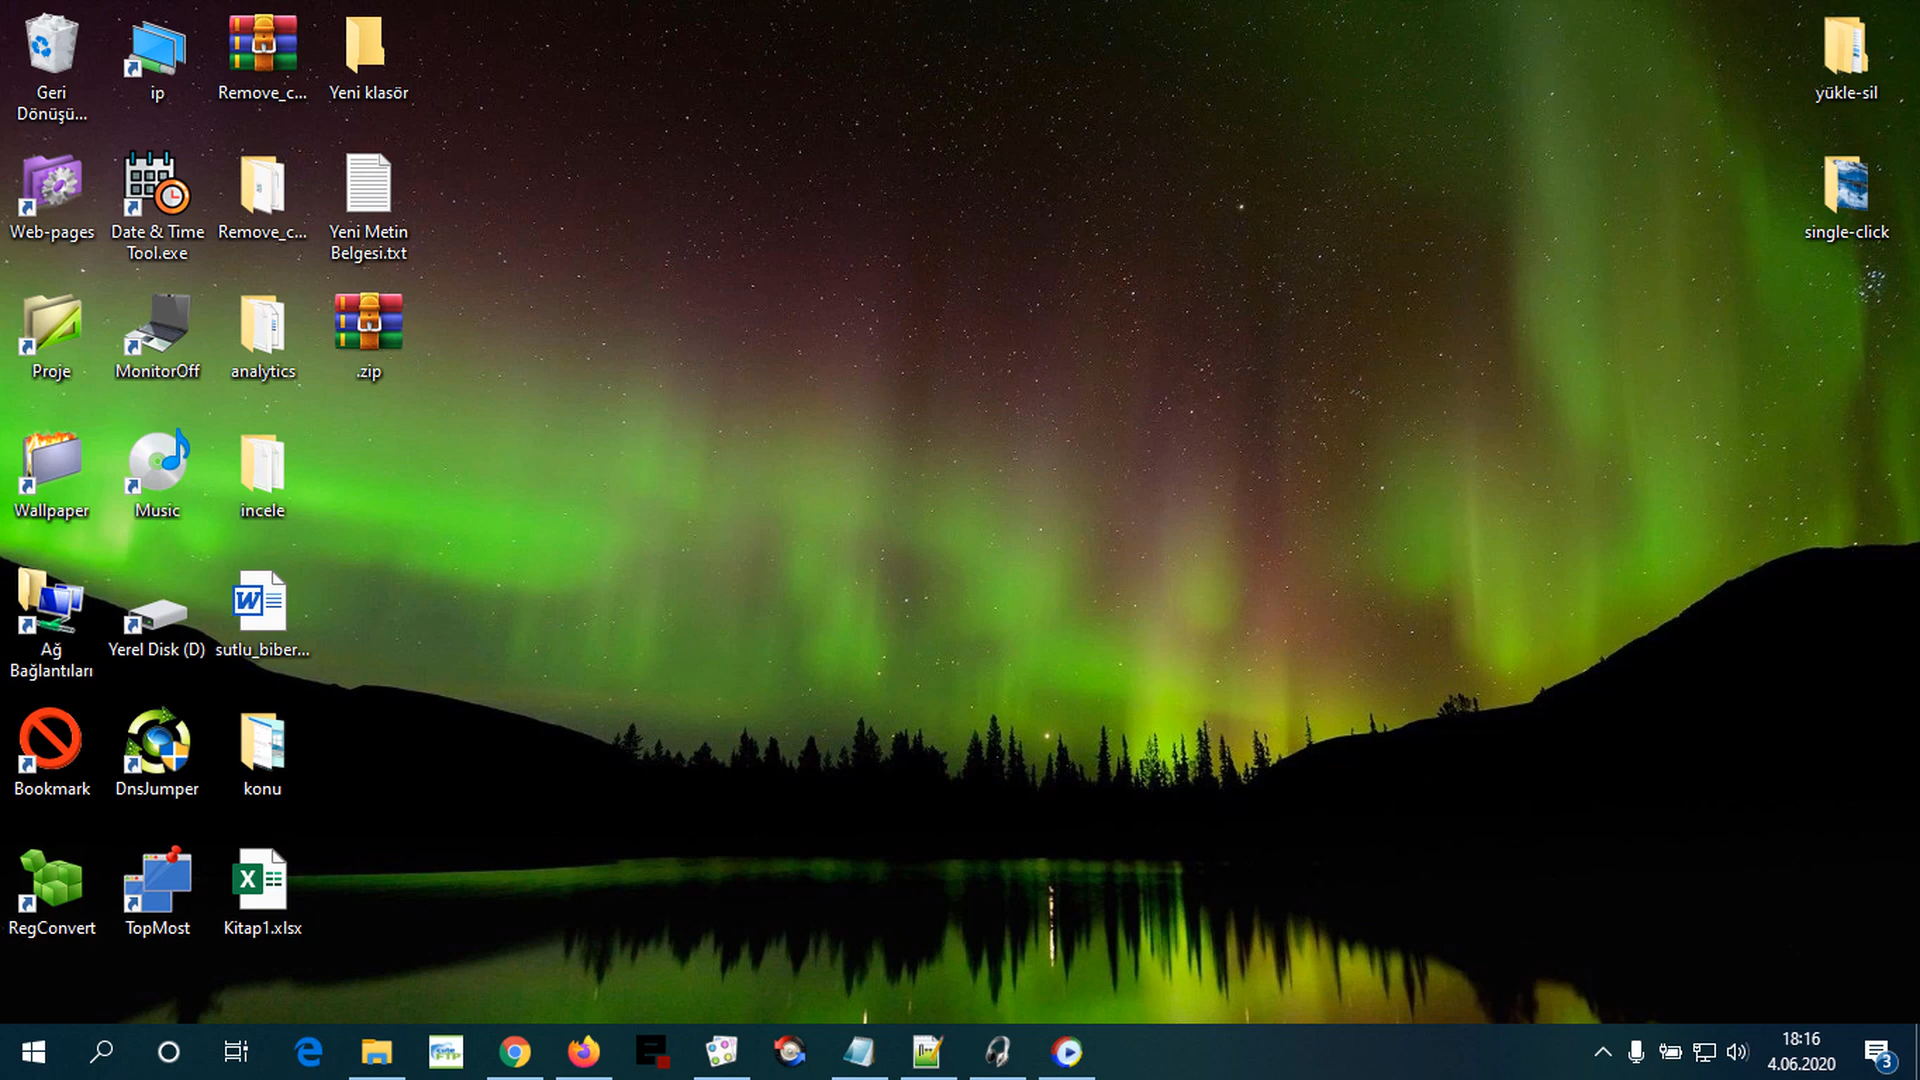 Geri
Dönüşü...
ip
Remove_c...
Yeni klasör
yükle-sil
Web-pages
Date & Time
Tool.exe
Remove_c...
Yeni Metin
Belgesi.txt
single-click
Proje
MonitorOff
analytics
.zip
Wallpaper
Music
incele
Ağ
Bağlantıları
Yerel Disk (D)
W
sutlu_biber...
Bookmark
DnsJumper
konu
RegConvert
TopMost
X
Kitap1.xlsx
cute
FTP
18:16
4.06.2020
3